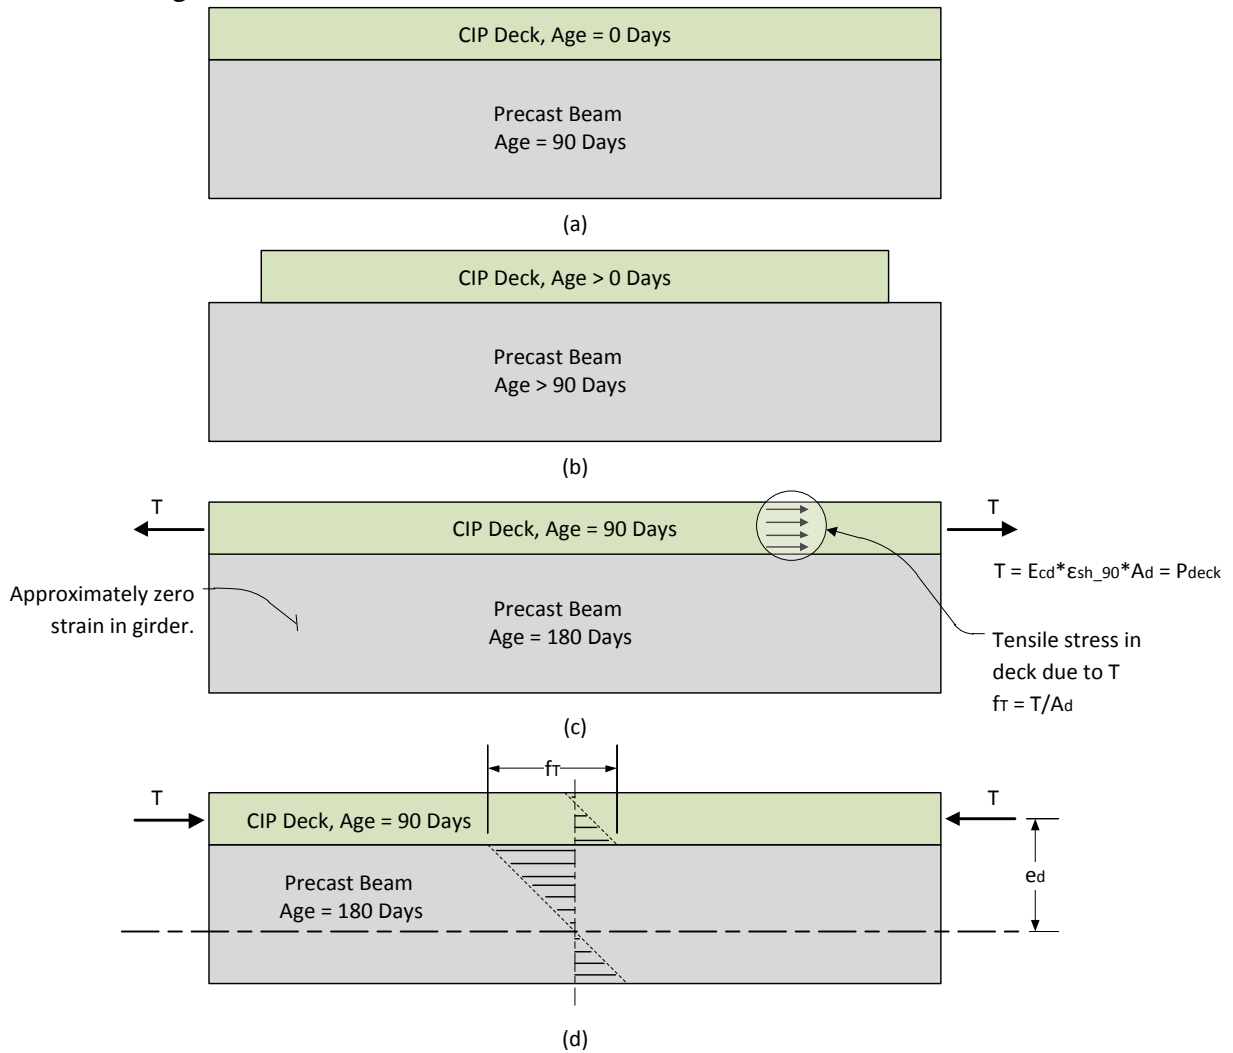 CIP Deck, Age = 0 Days
Precast Beam
Age = 90 Days
(a)
CIP Deck, Age > 0 Days
Precast Beam
Age > 90 Days
(b)
T
T
CIP Deck, Age = 90 Days
T = Ecd*εsh_90*Ad = Pdeck
Approximately zero
strain in girder.
Precast Beam
Age = 180 Days
Tensile stress in
deck due to T
fT = T/Ad
(c)
fT
T
T
CIP Deck, Age = 90 Days
ed
Precast Beam
Age = 180 Days
(d)